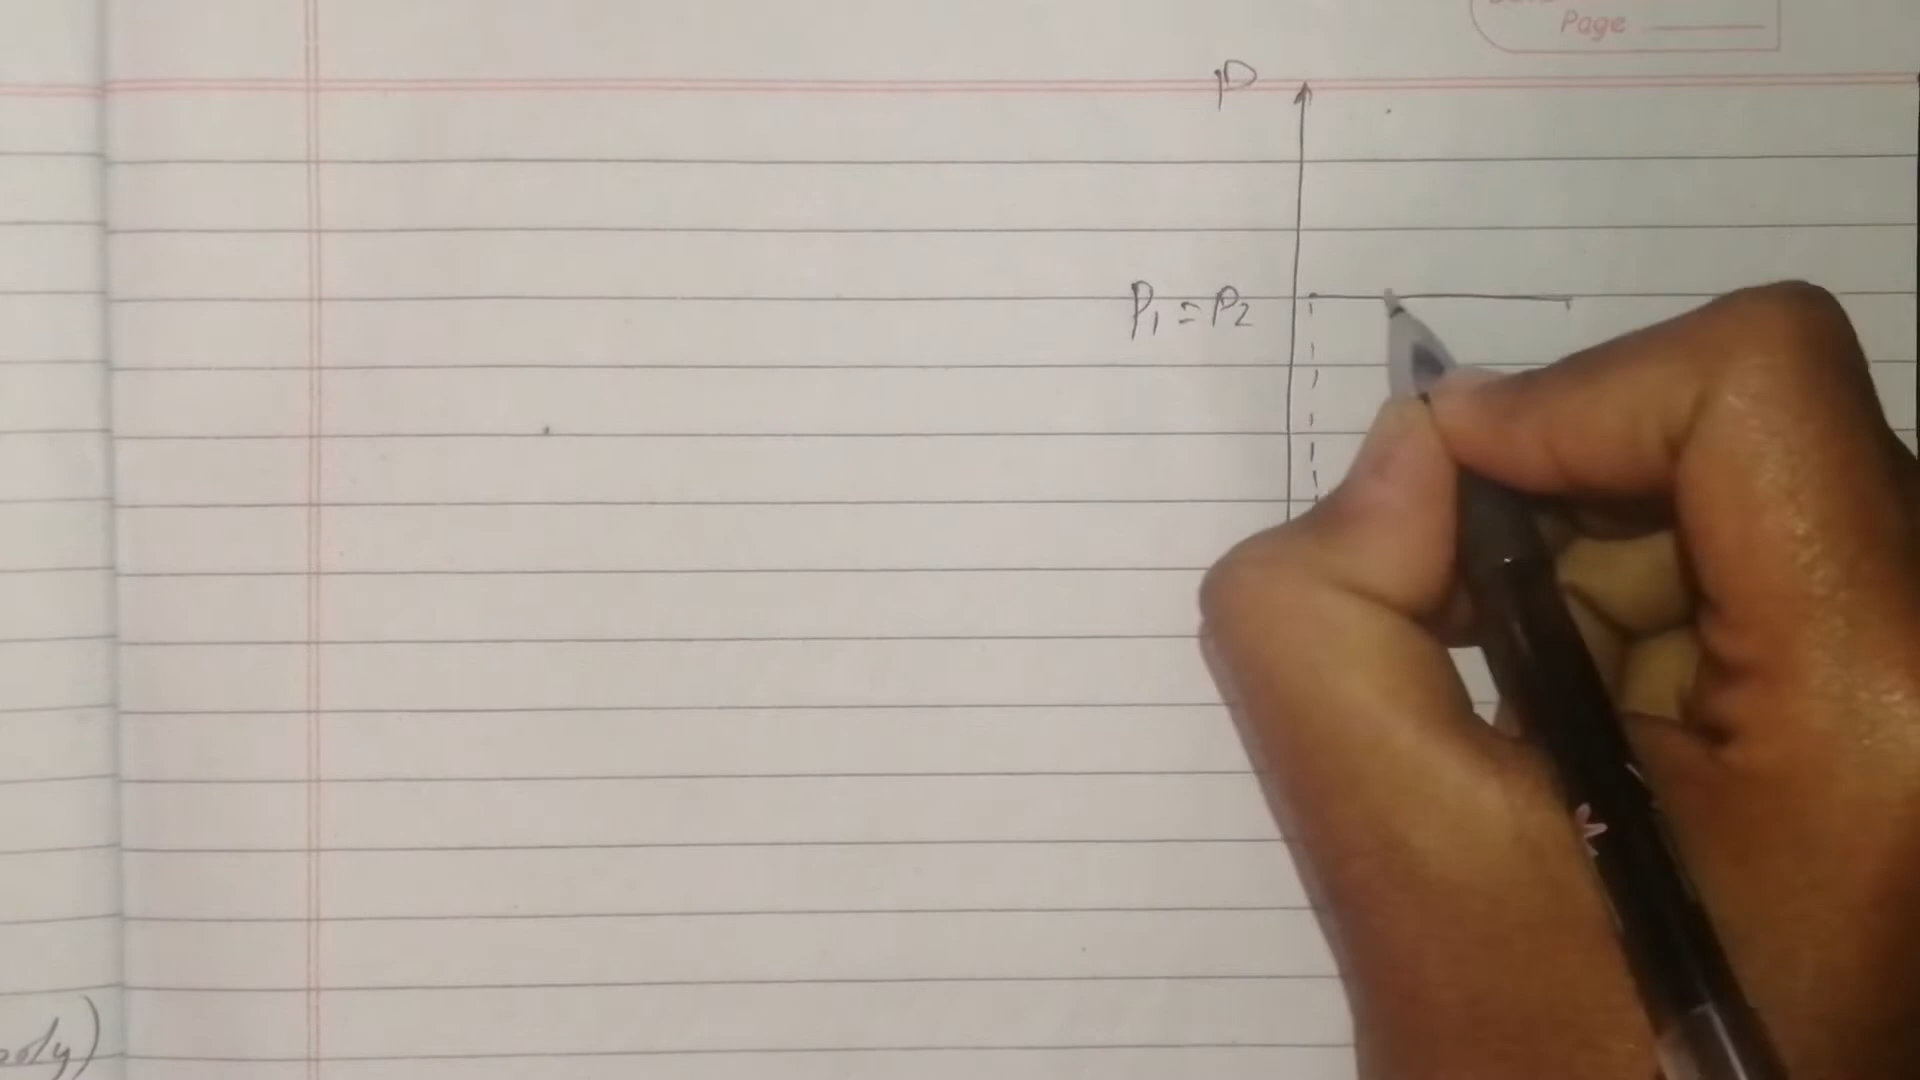 Page
P
P₁ = P₂